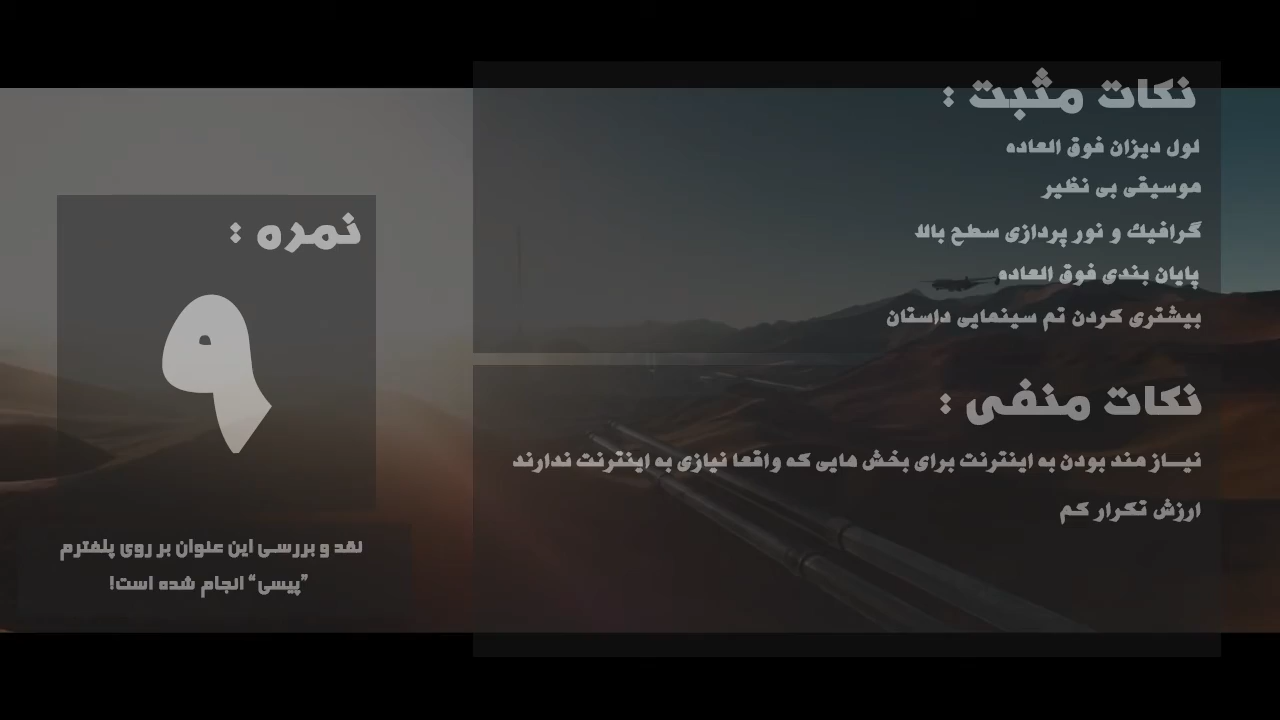 نکات مثبت :
لول دیزان فوق العاده
موسیقی بی نظیر
گرافیک و نور پردازی سطح بالا
پایان بندی فوق العاده
بیشتری کردن تم سینمایی داستان
نکات منفی :
نیاز مند بودن به اینترنت برای بخش هایی که واقعا نیازی به اینترنت ندارند
ارزش تکرار کم
نمره :
۹
نقد و بررسی این عنوان بر روی پلفترم
"پیسی" انجام شده است!